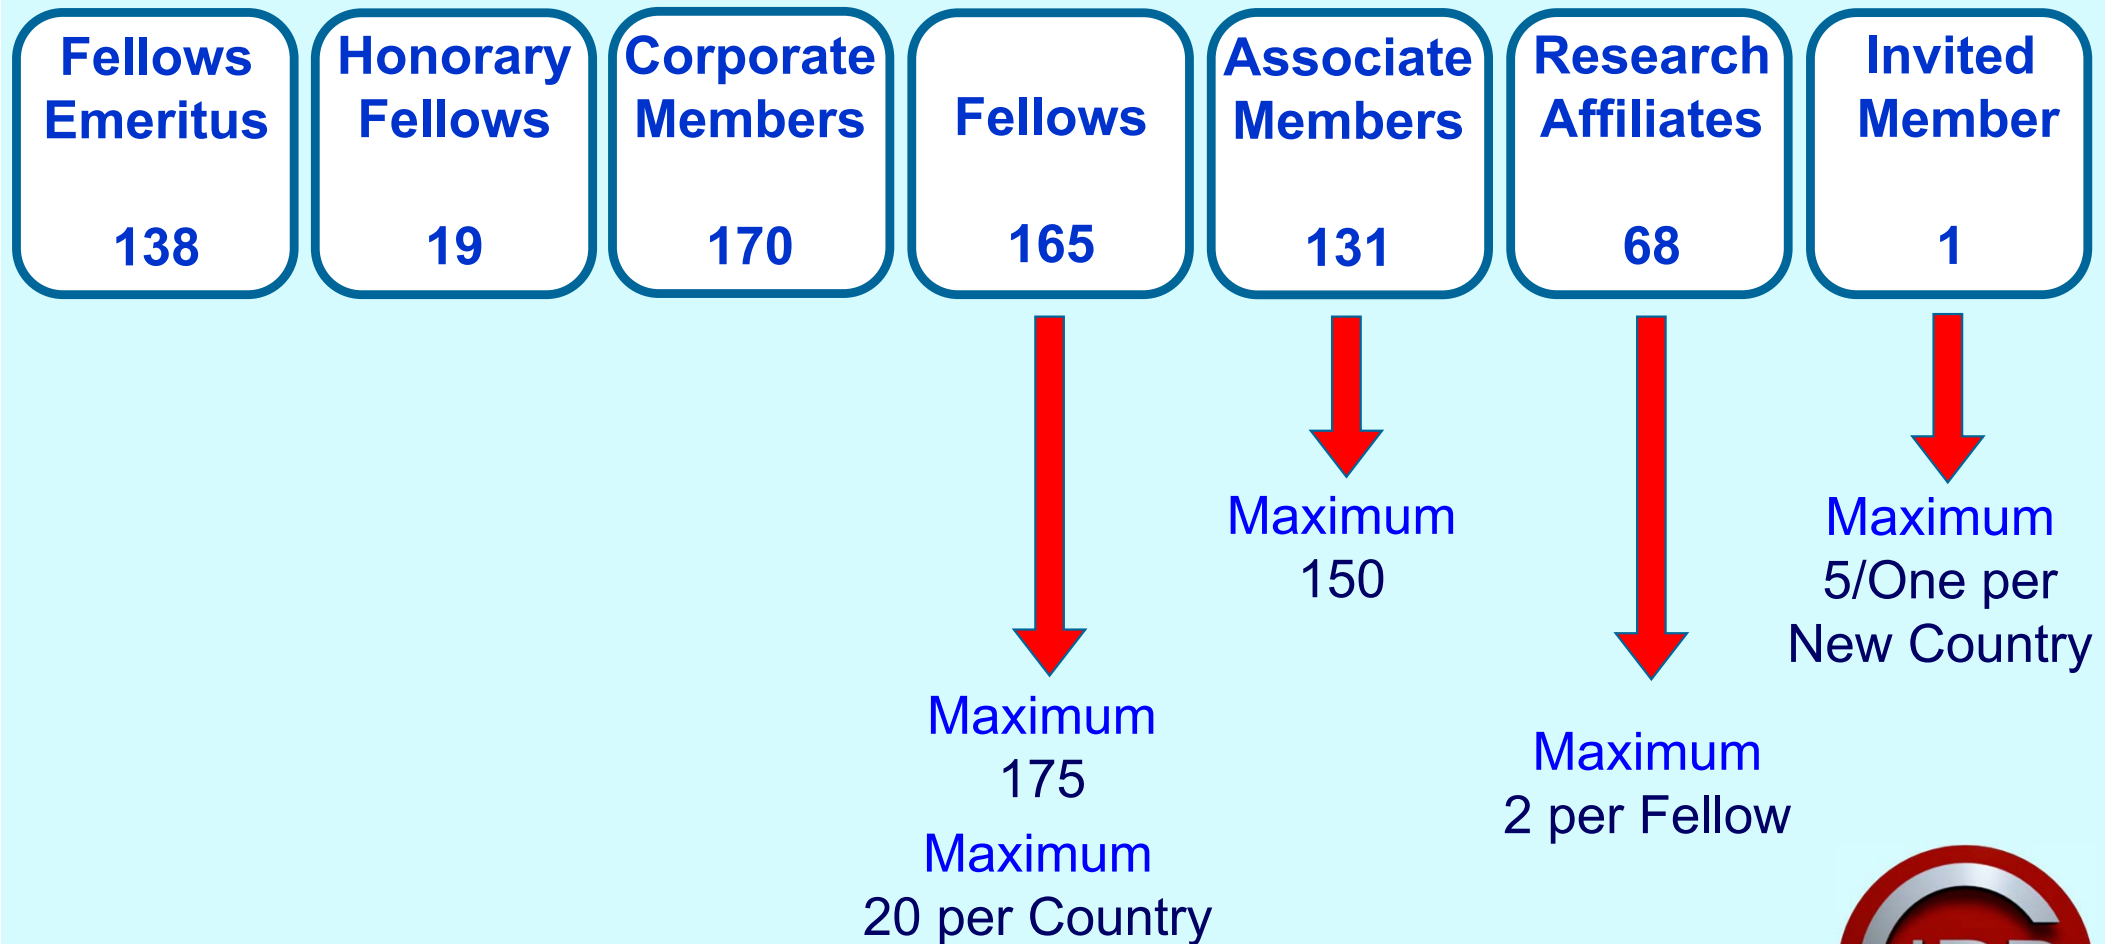 Fellows
Emeritus
138
Honorary
Fellows
19
Corporate
Members
170
Fellows
165
Associate
Members
131
Research
Affiliates
68
Invited
Member
1
Maximum
175
Maximum
20 per Country
Maximum
150
Maximum
2 per Fellow
Maximum
5/One per
New Country